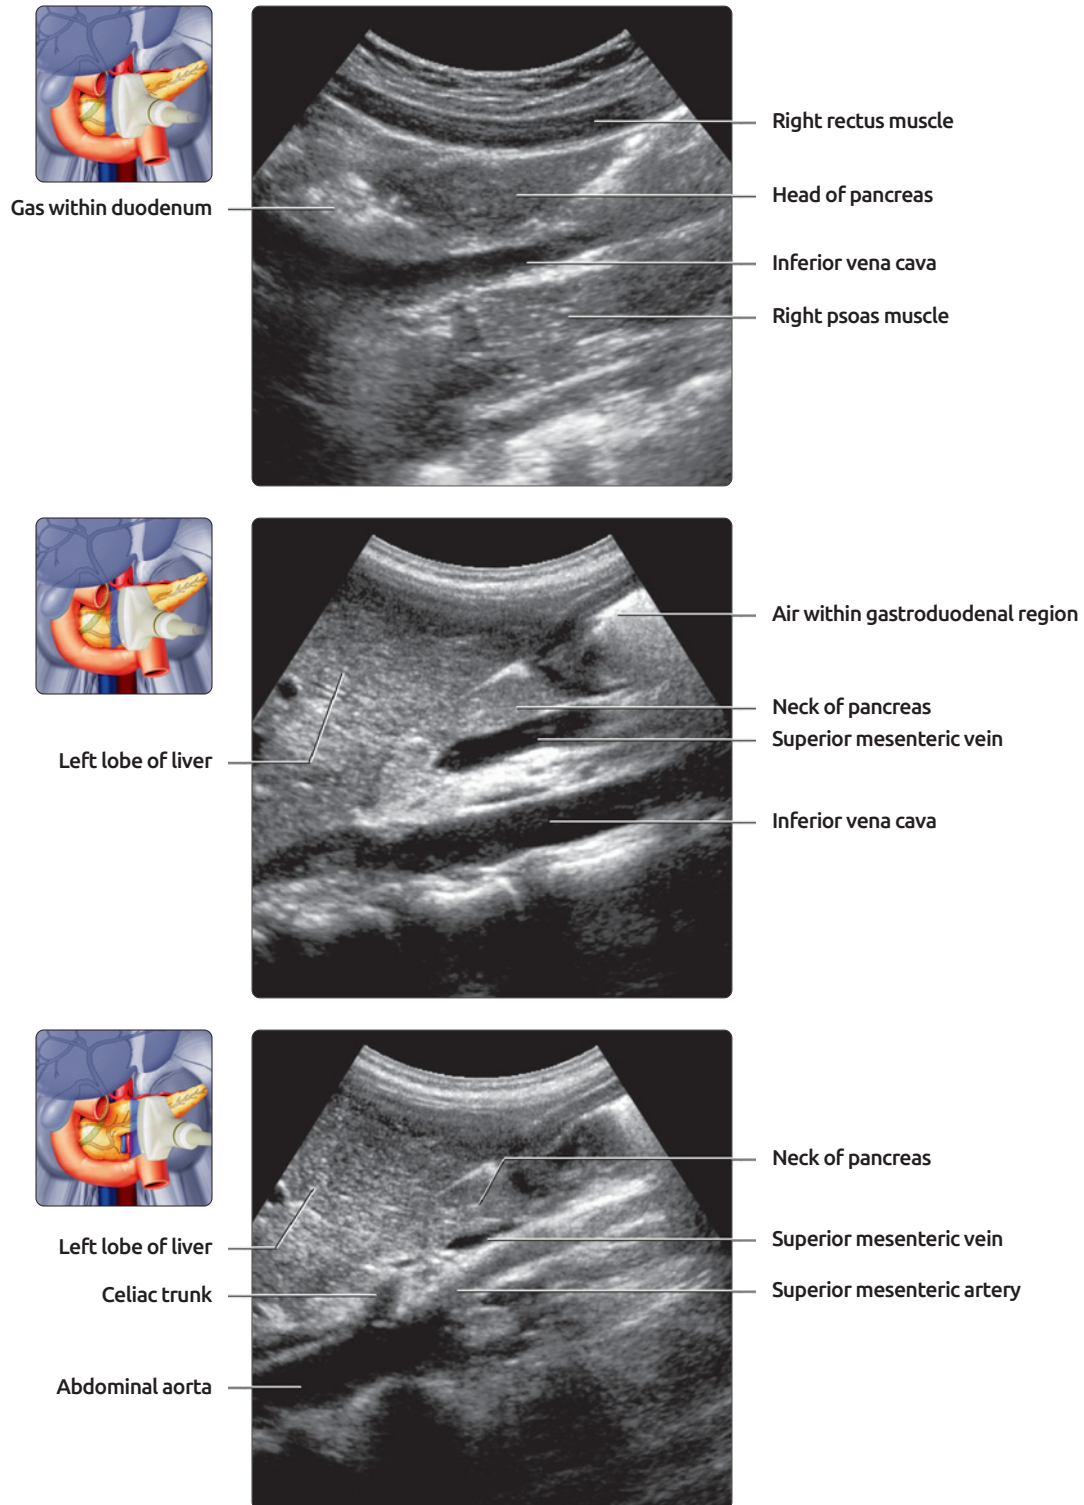 Right rectus muscle
Head of pancreas
Gas within duodenum
Inferior vena cava
Right psoas muscle
Air within gastroduodenal region
Neck of pancreas
Superior mesenteric vein
Left lobe of liver
Inferior vena cava
Neck of pancreas
Superior mesenteric vein
Left lobe of liver
Superior mesenteric artery
Celiac trunk
Abdominal aorta